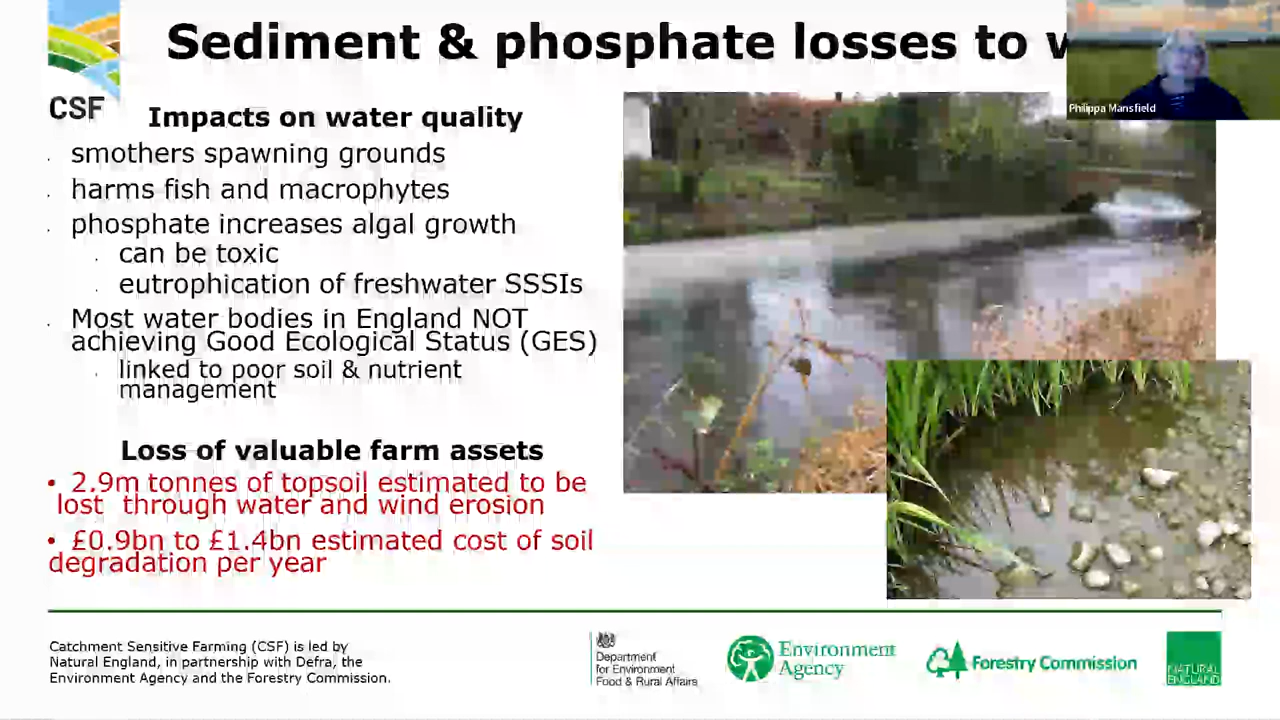 Sediment & phosphate losses to w
Philippa Mansfield
CSF
Impacts on water quality
smothers spawning grounds
harms fish and macrophytes
phosphate increases algal growth
can be toxic
eutrophication of freshwater SSSIs
Most water bodies in England NOT
achieving Good Ecological Status (GES)
linked to poor soil & nutrient
management
Loss of valuable farm assets
• 2.9m tonnes of topsoil estimated to be
lost through water and wind erosion
• £0.9bn to £1.4bn estimated cost of soil
degradation per year
Catchment Sensitive Farming (CSF) is led by
Natural England, in partnership with Defra, the
Environment Agency and the Forestry Commission.
Department
for Environment
Food & Rural Affairs
Environment
Agency
Forestry Commission
NATURAL
ENGLAND